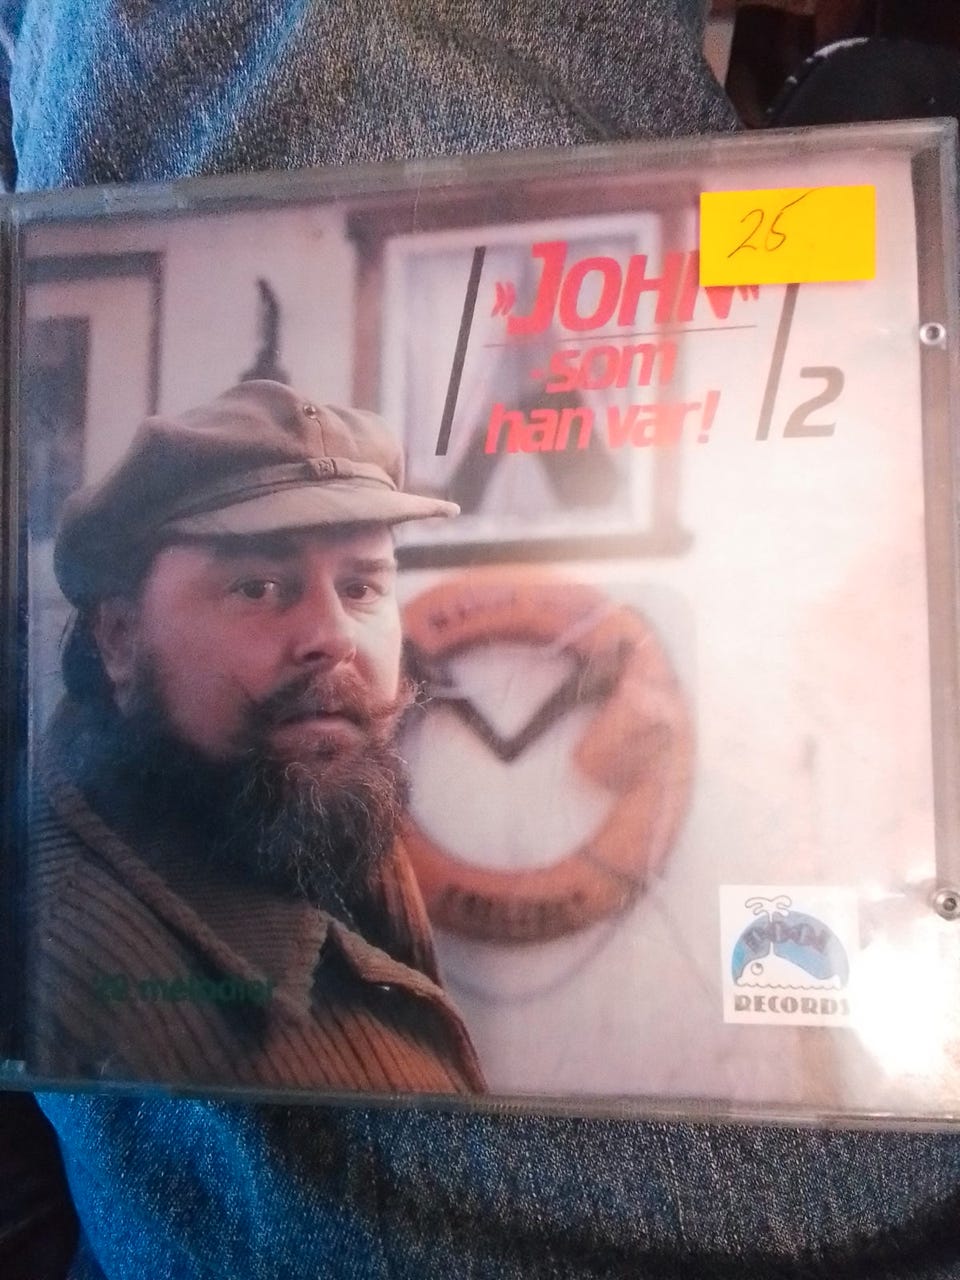 25
»JOHN«
-som
han var!
2
melodier
RECORDS